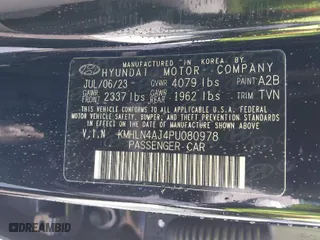 MANUFACTURED IN KOREA BY
HYUNDAI MOTOR COMPANY
JUL/06/23 GVWR 4079 lbs PAINT A2B
GAWR FRONT 2337 lbs GAWR REAR 1962 lbs TRIM TVN
THIS VEHICLE CONFORMS TO ALL APPLICABLE
U.S. FEDERAL MOTOR VEHICLE SAFETY, BUMPER,
AND THEFT PREVENTION STANDARDS IN EFFECT
ON THE DATE OF MANUFACTURE SHOWN ABOVE.
V.I.N KMHLN4AJ4PU080978
PASSENGER CAR